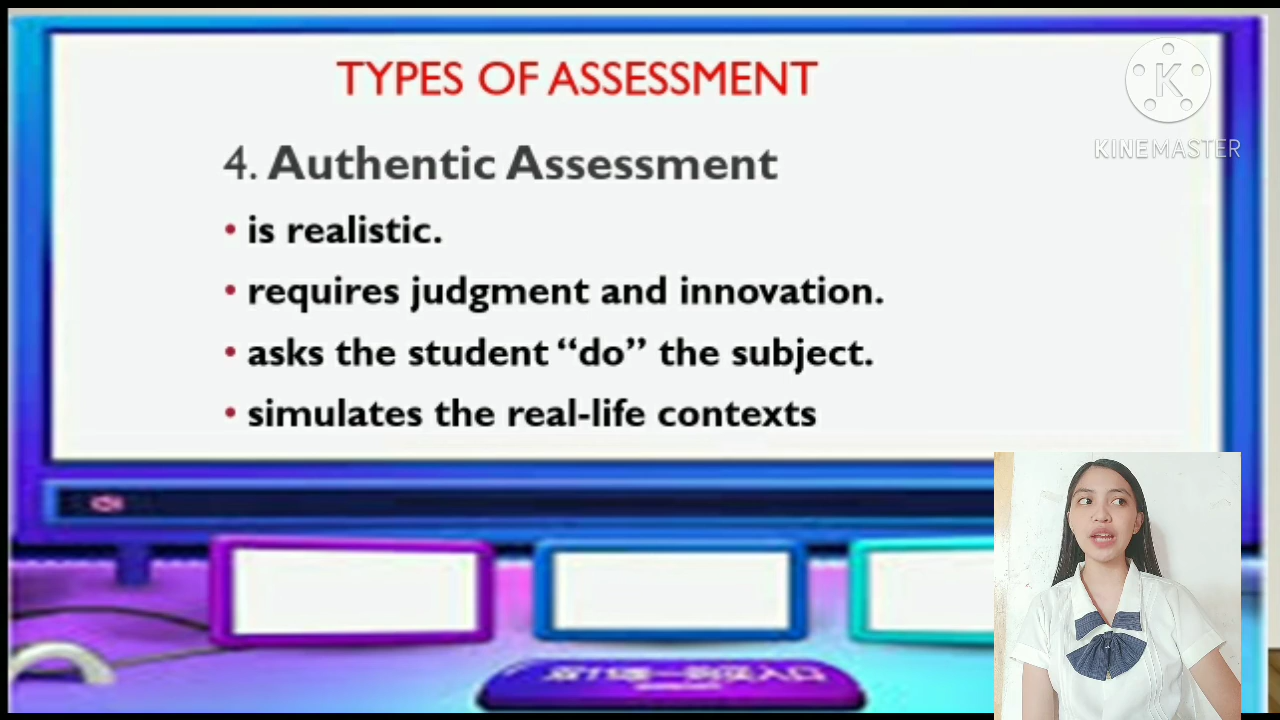 TYPES OF ASSESSMENT
K
KINEMASTER
4. Authentic Assessment
• is realistic.
• requires judgment and innovation.
• asks the student “do” the subject.
• simulates the real-life contexts